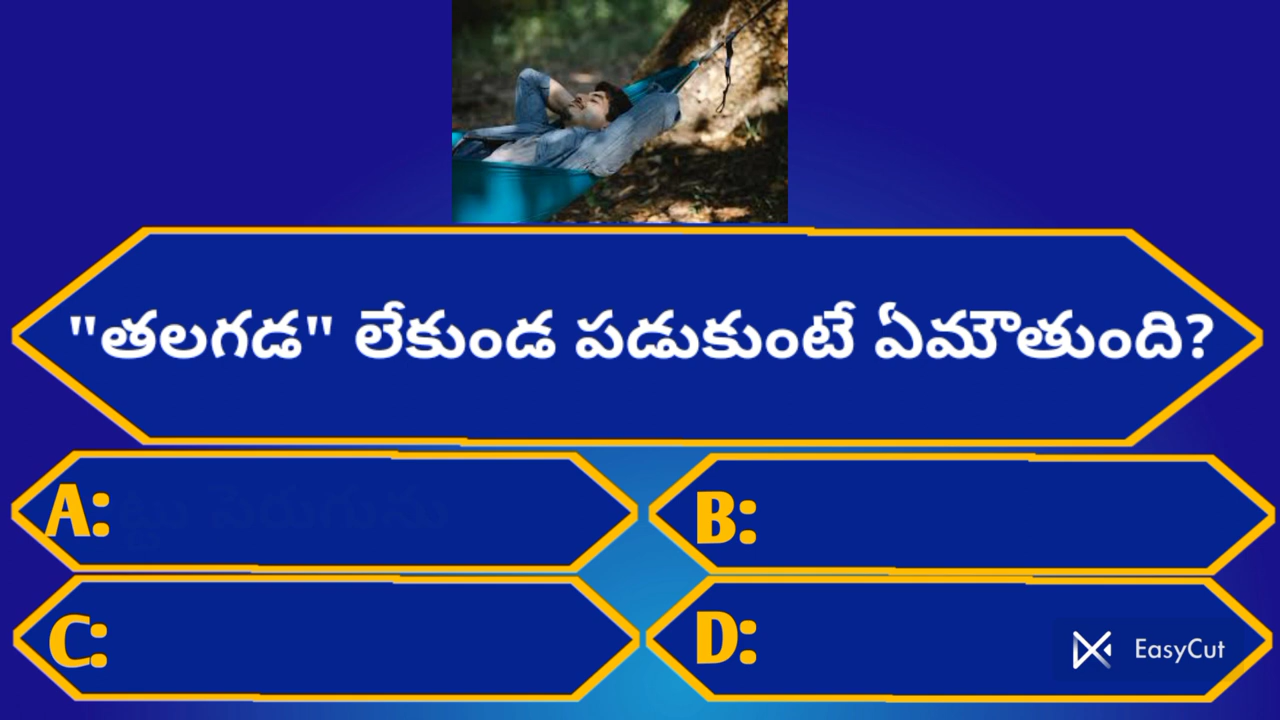 "తలగడ" లేకుండ పడుకుంటే ఏమౌతుంది?
A: ట్టు పెరుగును
B:
C:
D:
EasyCut